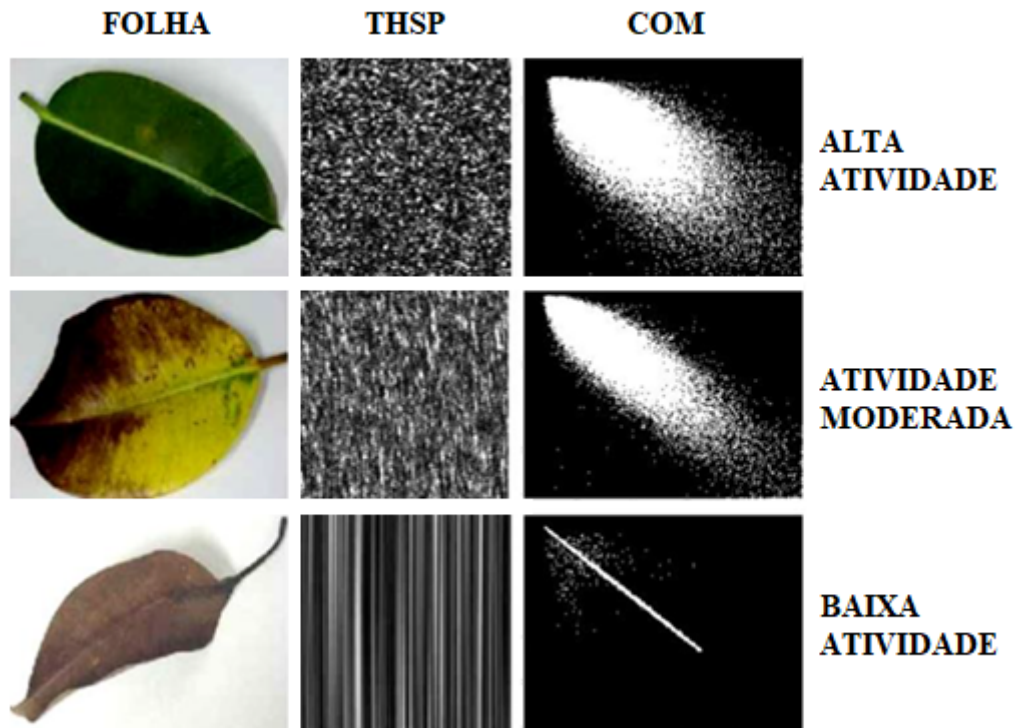 FOLHA THSP COM
ALTA
ATIVIDADE
ATIVIDADE
MODERADA
BAIXA
ATIVIDADE